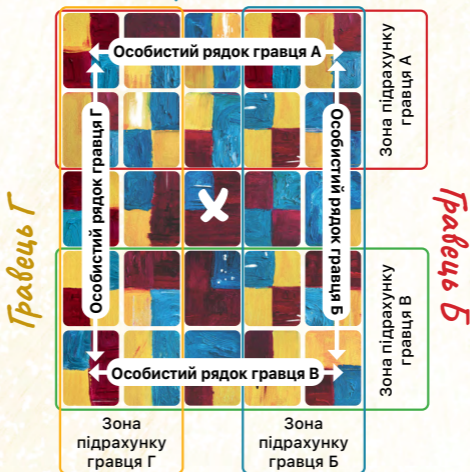 Особистий рядок гравця А
Зона підрахунку
гравця А
Особистий рядок гравця Г
Особистий рядок гравця Б
Гравець Г
Гравець Б
Зона підрахунку
гравця В
Особистий рядок гравця В
Зона
підрахунку
гравця Г
Зона
підрахунку
гравця Б